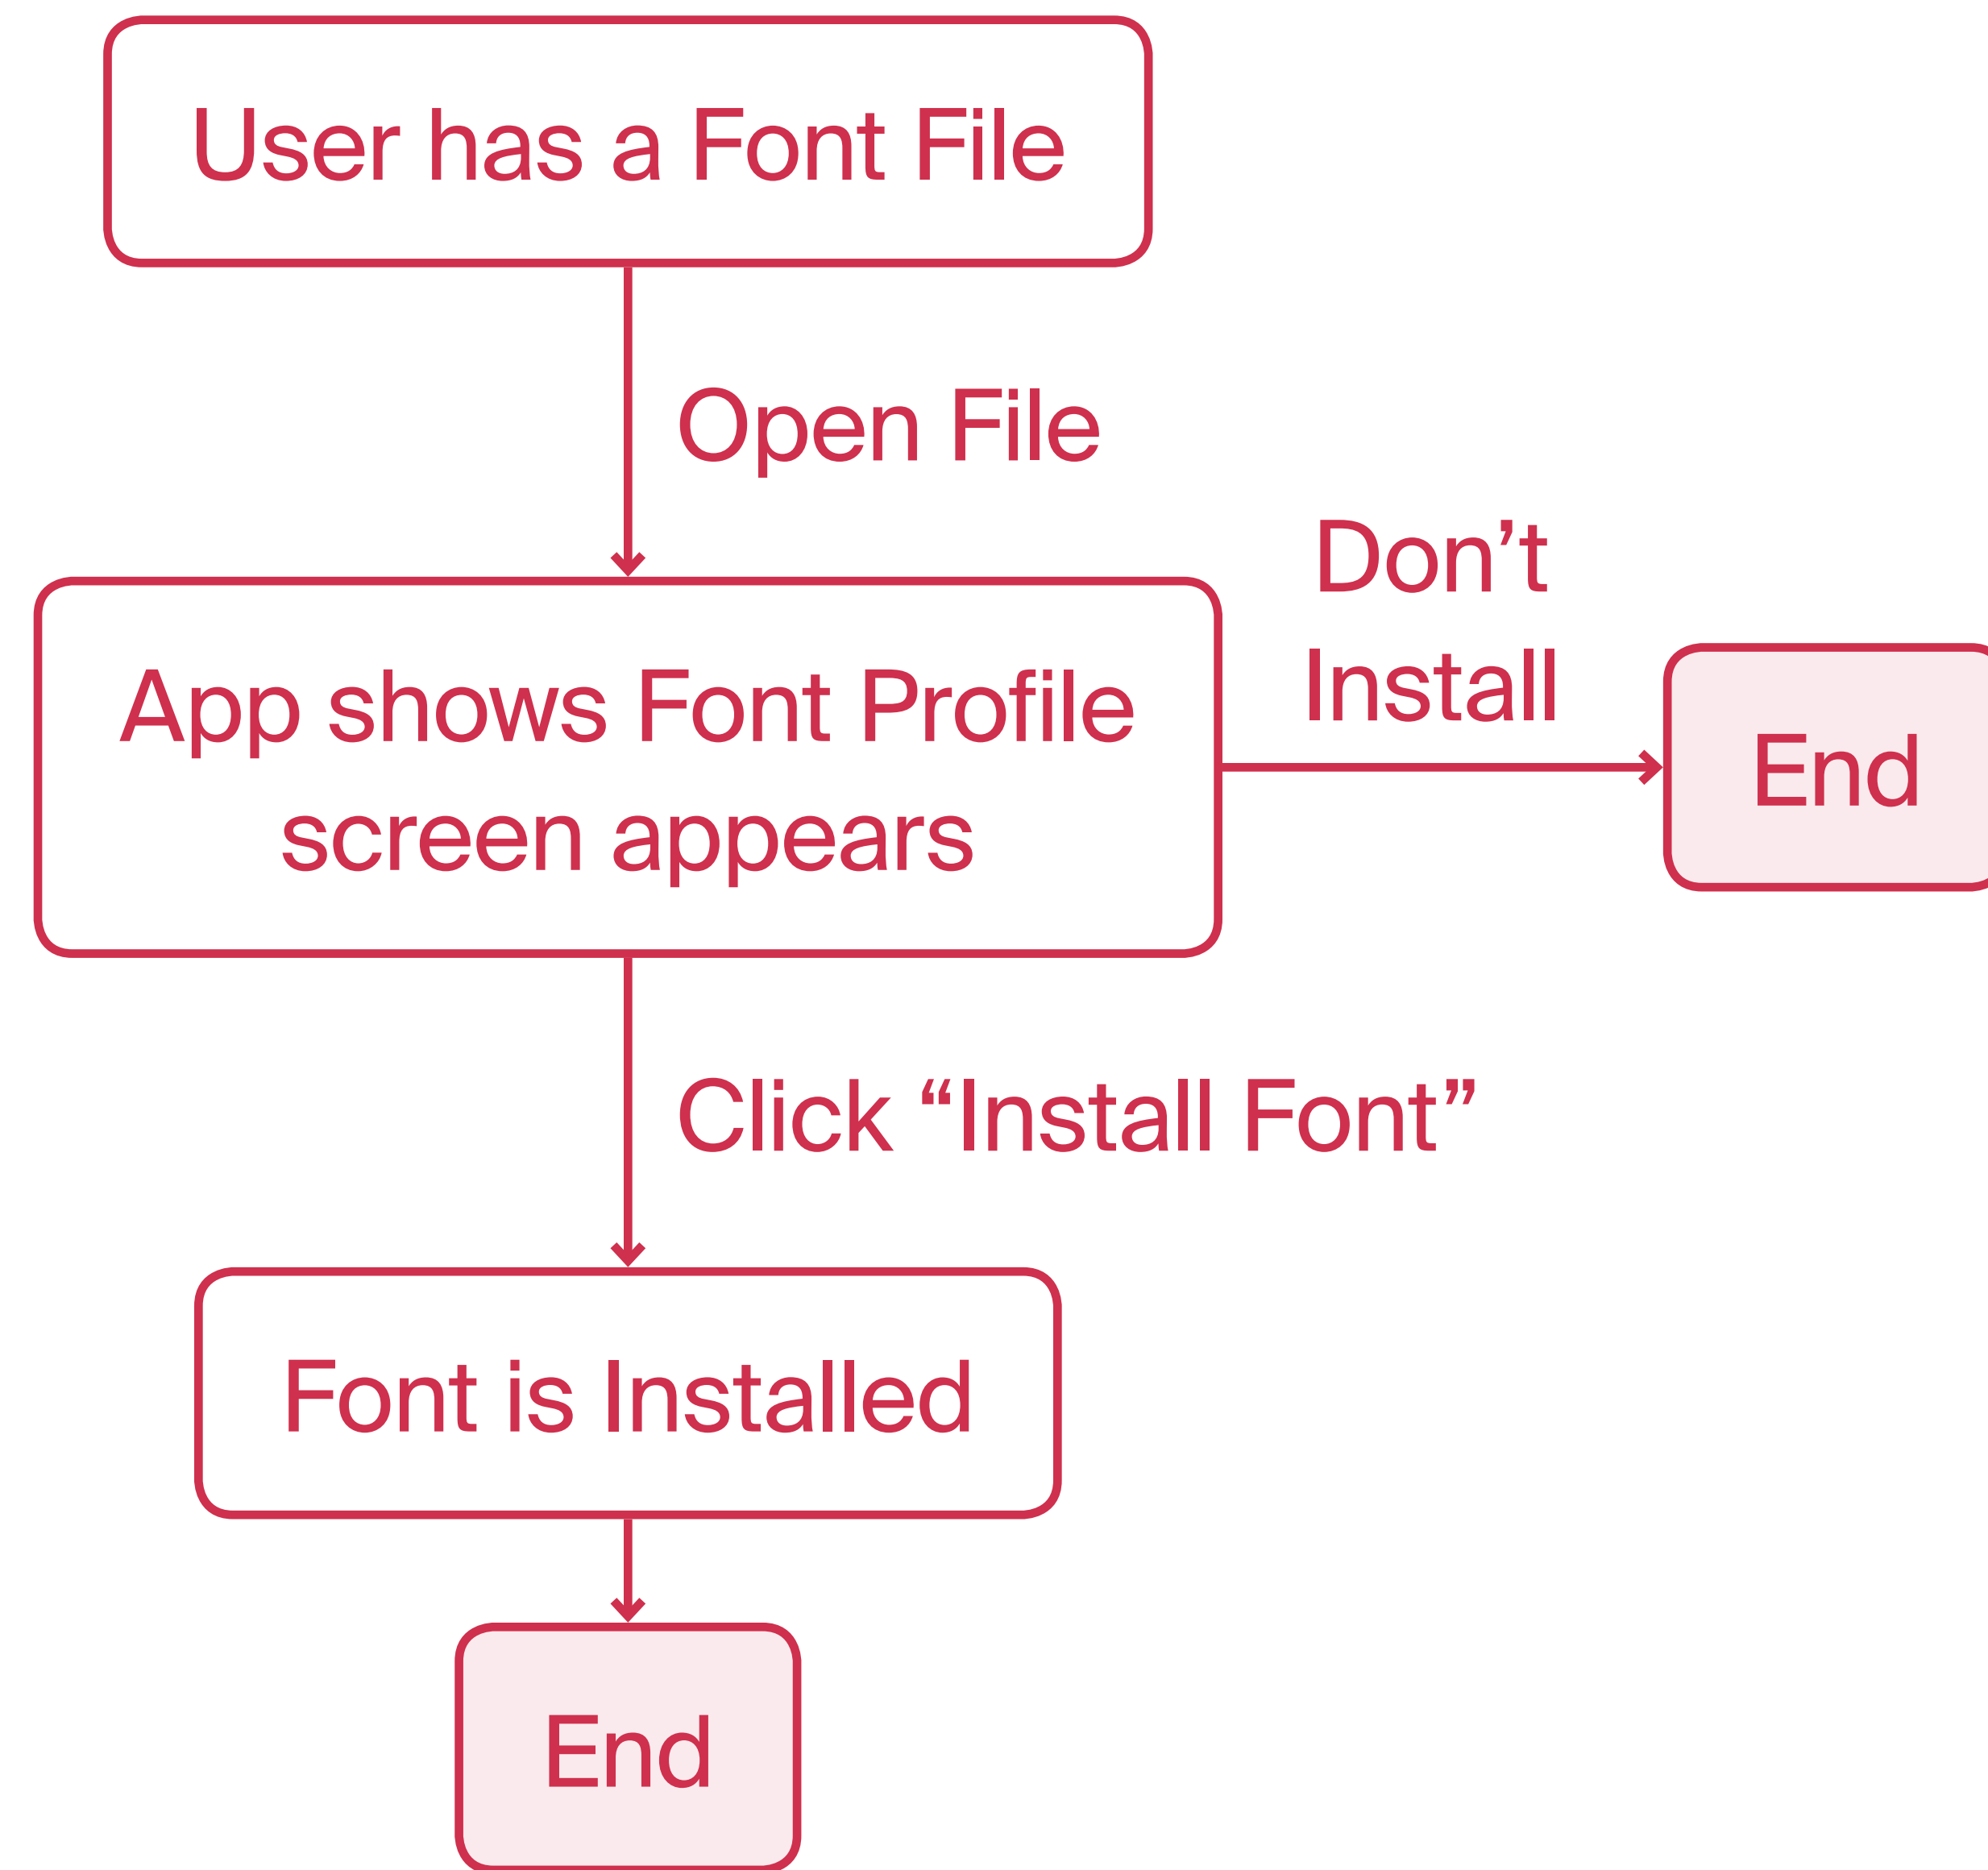 User has a Font File
Open File
Don’t
Install
App shows Font Profile
screen appears
End
Click “Install Font”
Font is Installed
End